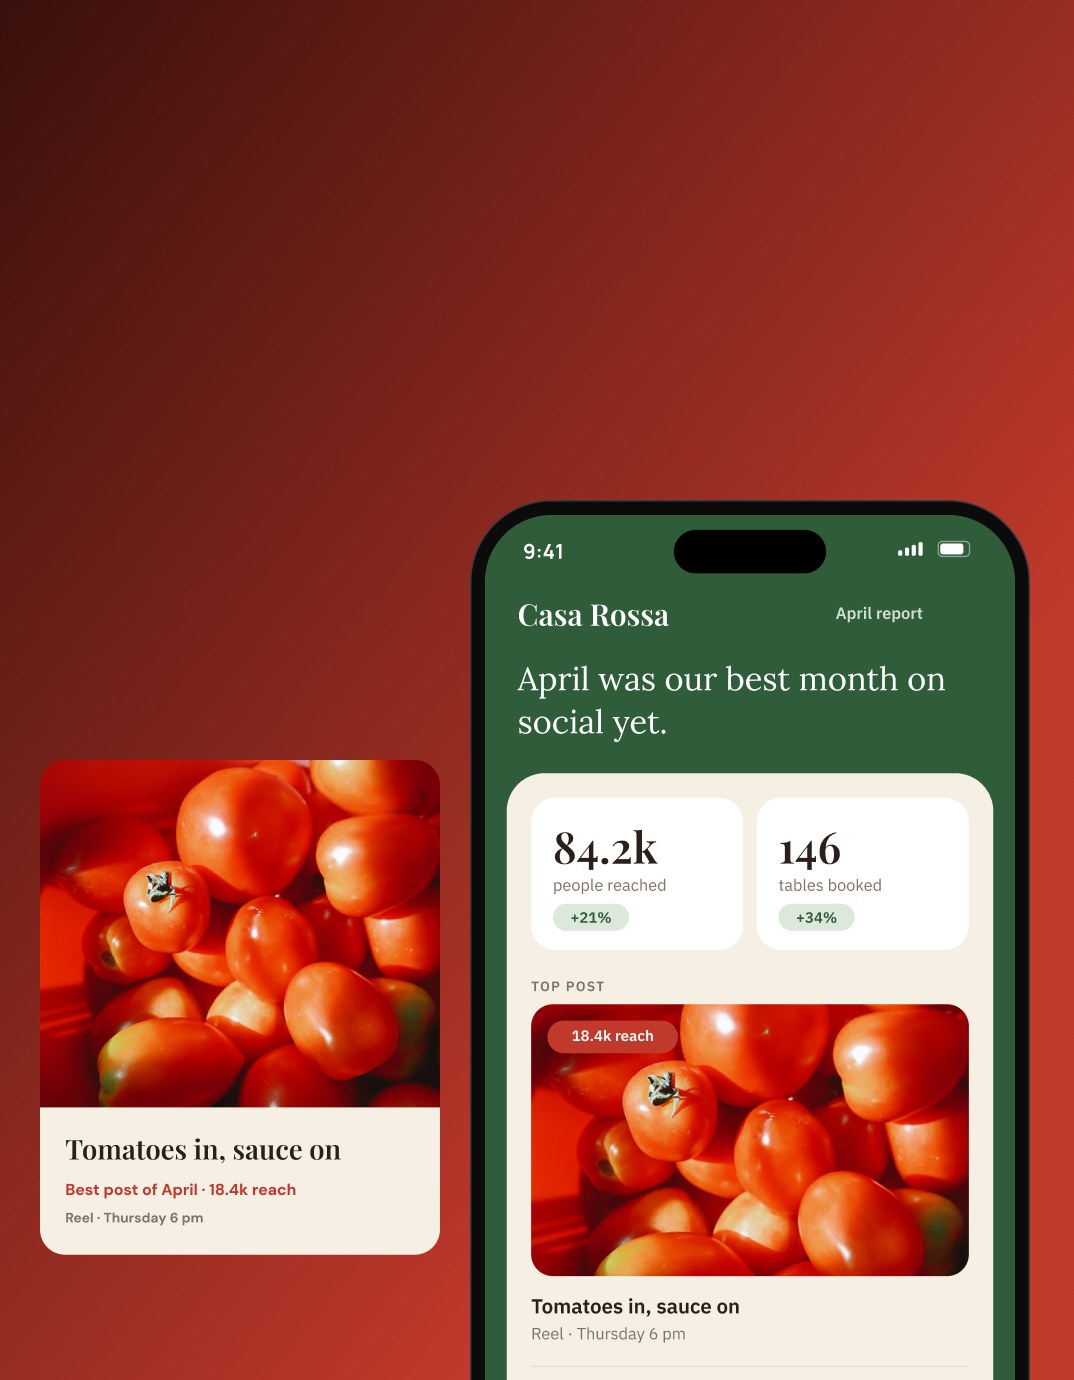 9:41
Casa Rossa
April report
April was our best month on
social yet.
84.2k
people reached
+21%
146
tables booked
+34%
TOP POST
18.4k reach
Tomatoes in, sauce on
Reel · Thursday 6 pm
Tomatoes in, sauce on
Best post of April · 18.4k reach
Reel · Thursday 6 pm